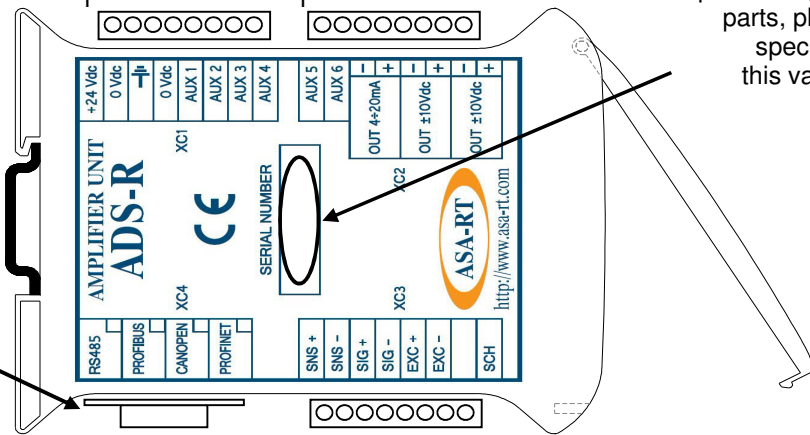 parts, pl
spec
this va
+24 Vdc
0 Vdc
0 Vdc
AUX 1
AUX 2
AUX 3
AUX 4
AUX 5
AUX 6
-
+
-
+
-
+
OUT 4÷20mA
OUT ±10Vdc
OUT ±10Vdc
XC1
XC2
AMPLIFIER UNIT
ADS-R
CE
SERIAL NUMBER
ASA-RT
http://www.asa-rt.com
XC4
XC3
RS485
PROFIBUS
CANOPEN
PROFINET
SNS +
SNS -
SIG +
SIG -
EXC +
EXC -
SCH